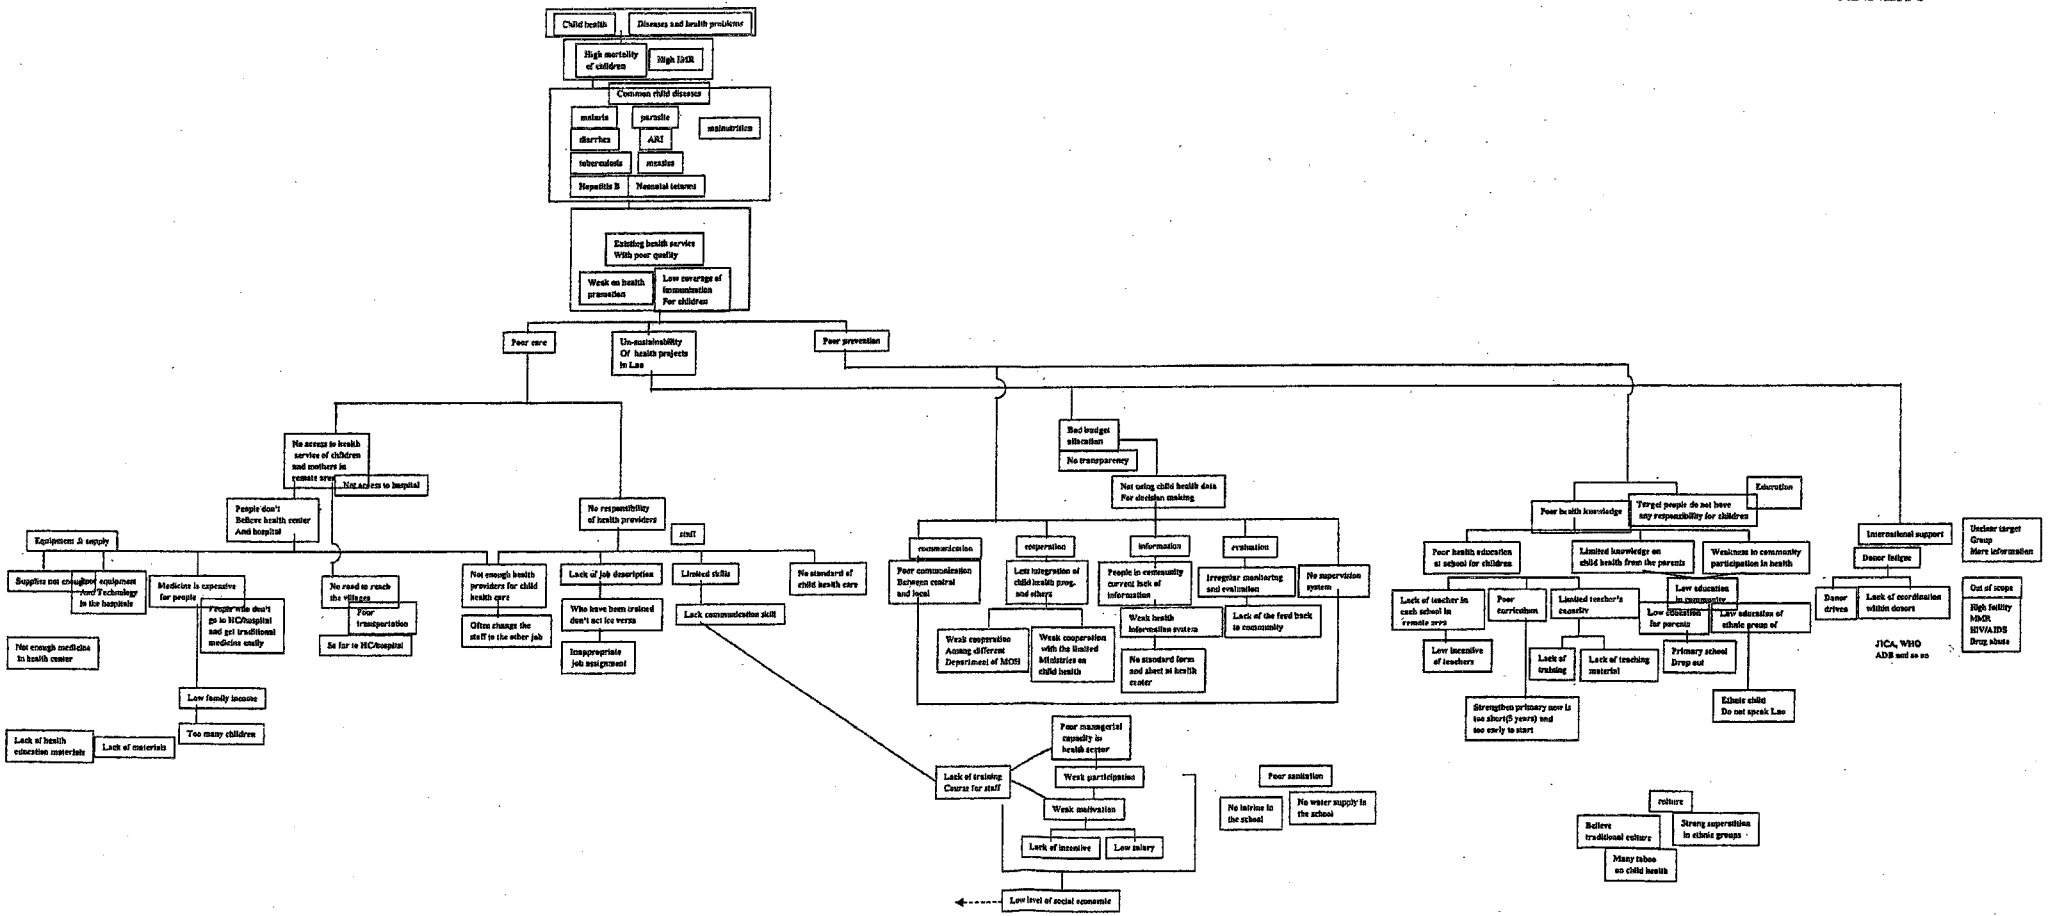 Child health
Diseases and health problems
High mortality
of children
High IMR
Common child diseases
malaria
parasite
malnutrition
diarrhea
ARI
tuberculosis
measles
Hepatitis B
Neonatal tetanus
Existing health service
With poor quality
Weak on health
promotion
Low coverage of
immunization
For children
Poor care
Un-sustainability
Of health projects
in Lao
Poor prevention
No access to health
service of children
and mothers in
remote area
Not access to hospital
Bad budget
allocation
No transparency
Not using child health data
For decision making
People don't
Believe health center
And hospital
No responsibility
of health providers
staff
Education
Poor health knowledge
Target people do not have
any responsibility for children
Equipment & supply
communication
cooperation
information
evaluation
International support
Unclear target
Group
More information
Supplies not enough
Poor equipment
And Technology
in the hospitals
Medicine is expensive
for people
People who don't
go to HC/hospital
and get traditional
medicine easily
No road to reach
the villages
Poor
transportation
So far to HC/hospital
Not enough health
providers for child
health care
Often change the
staff to the other job
Lack of job description
Who have been trained
don't act ice versa
Inappropriate
job assignment
Limited skills
Lack communication skill
No standard of
child health care
Poor communication
Between central
and local
Less integration of
child health prog.
and others
Weak cooperation
Among different
Department of MOH
Weak cooperation
with the limited
Ministries on
child health
People in community
current lack of
information
Weak health
information system
No standard form
and sheet at health
center
Irregular monitoring
and evaluation
Lack of the feed back
to community
No supervision
system
Poor health education
at school for children
Limited knowledge on
child health from the parents
Weakness in community
participation in health
Donor fatigue
Lack of teacher in
each school in
remote area
Low incentive
of teachers
Poor
curriculum
Limited teacher's
capacity
Lack of
training
Lack of teaching
material
Low education
in community
Low education
for parents
Low education of
ethnic group of
Primary school
Drop out
Donor
driven
Lack of coordination
within donors
Out of scope
High fertility
MMR
HIV/AIDS
Drug abuse
JICA, WHO
ADB and so on
Not enough medicine
in health center
Low family income
Too many children
Lack of health
education materials
Lack of materials
Strengthen primary now is
too short(5 years) and
too early to start
Ethnic child
Do not speak Lao
Poor managerial
capacity in
health sector
Lack of training
Course for staff
Weak participation
Weak motivation
Lack of incentive
Low salary
Poor sanitation
No latrine in
the school
No water supply in
the school
culture
Believe
traditional culture
Strong superstition
in ethnic groups
Many taboo
on child health
Low level of social economic